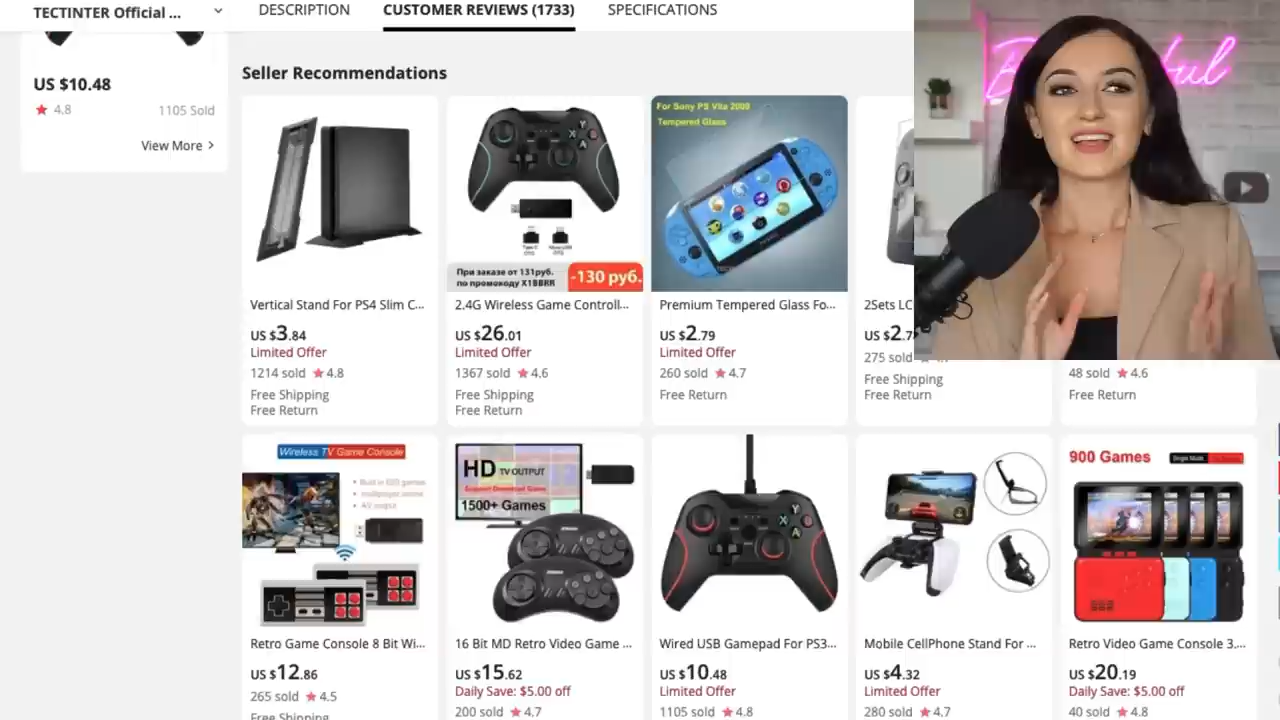 TECTINTER Official ...
DESCRIPTION
CUSTOMER REVIEWS (1733)
SPECIFICATIONS
US $10.48
4.8
1105 Sold
View More >
Seller Recommendations
For Sony PS Vita 2000
Tempered Glass
При заказе от 131руб.
по промокоду X1BBRR
-130 руб.
Vertical Stand For PS4 Slim C...
US $3.84
Limited Offer
1214 sold 4.8
Free Shipping
Free Return
2.4G Wireless Game Controll...
US $26.01
Limited Offer
1367 sold 4.6
Free Shipping
Free Return
Premium Tempered Glass Fo...
US $2.79
Limited Offer
260 sold 4.7
Free Return
2Sets LC
US $2.7
275 sold
Free Shipping
Free Return
48 sold 4.6
Free Return
Wireless TV Game Console
Retro Game Console 8 Bit Wi...
US $12.86
265 sold 4.5
Free Shipping
HD TV OUTPUT
Support Download Game
1500+ Games
16 Bit MD Retro Video Game ...
US $15.62
Daily Save: $5.00 off
200 sold 4.7
Y
X B
A
Wired USB Gamepad For PS3...
US $10.48
Limited Offer
1105 sold 4.8
Mobile CellPhone Stand For ...
US $4.32
Limited Offer
280 sold 4.7
900 Games
Retro Video Game Console 3,...
US $20.19
Daily Save: $5.00 off
40 sold 4.8